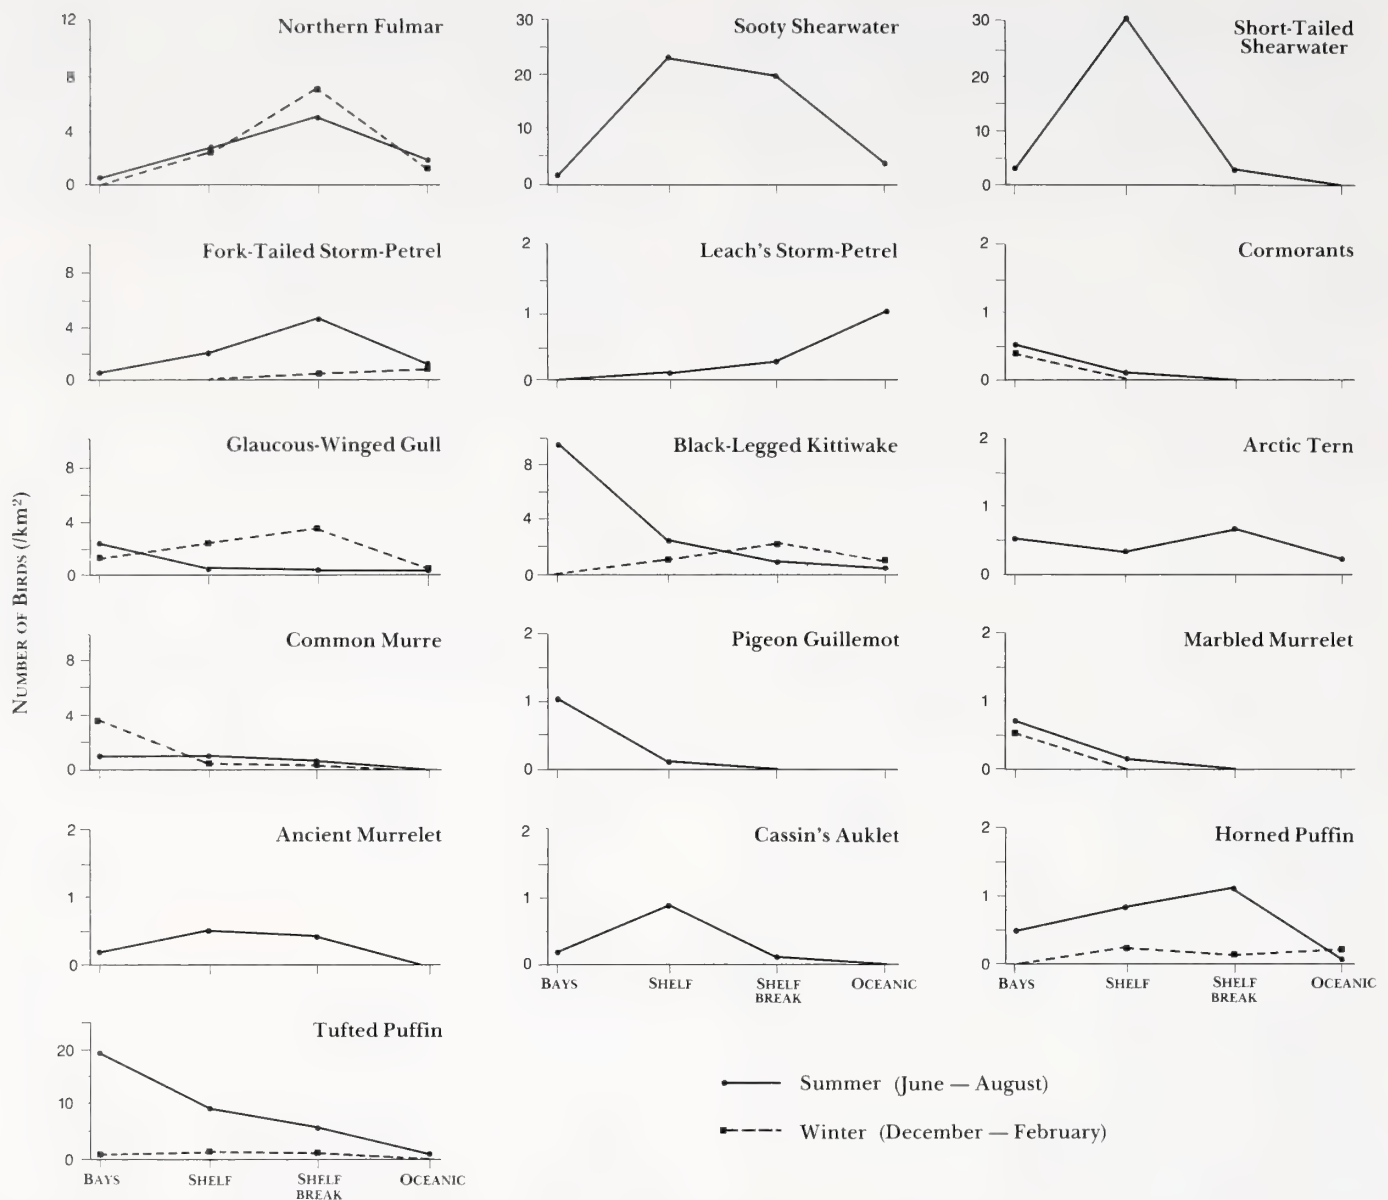 Number of Birds (/km²)
Northern Fulmar
12
8
4
0
Sooty Shearwater
30
20
10
0
Short-Tailed
Shearwater
30
20
10
0
Fork-Tailed Storm-Petrel
8
4
0
Leach's Storm-Petrel
2
1
0
Cormorants
2
1
0
Glaucous-Winged Gull
8
4
0
Black-Legged Kittiwake
8
4
0
Arctic Tern
2
1
0
Common Murre
8
4
0
Pigeon Guillemot
2
1
0
Marbled Murrelet
2
1
0
Ancient Murrelet
2
1
0
Cassin's Auklet
2
1
0
Bays Shelf Shelf Break Oceanic
Horned Puffin
2
1
0
Bays Shelf Shelf Break Oceanic
Tufted Puffin
20
10
0
Bays Shelf Shelf Break Oceanic
Summer (June — August)
Winter (December — February)